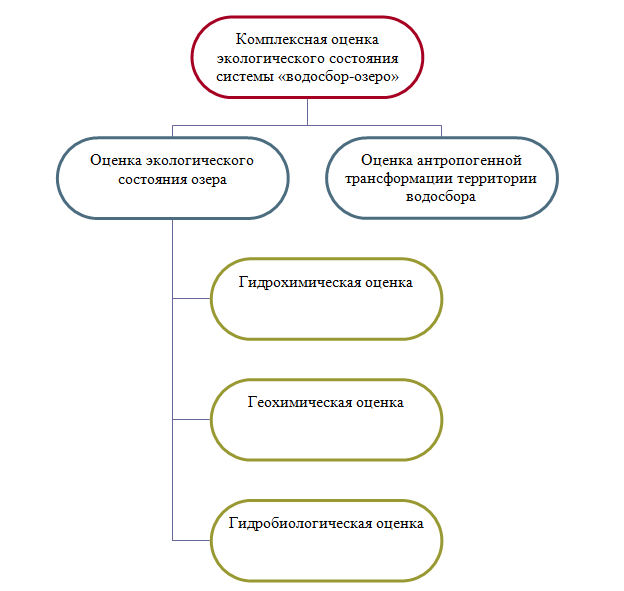 Комплексная оценка
экологического состояния
системы «водосбор-озеро»
Оценка экологического
состояния озера
Оценка антропогенной
трансформации территории
водосбора
Гидрохимическая оценка
Геохимическая оценка
Гидробиологическая оценка